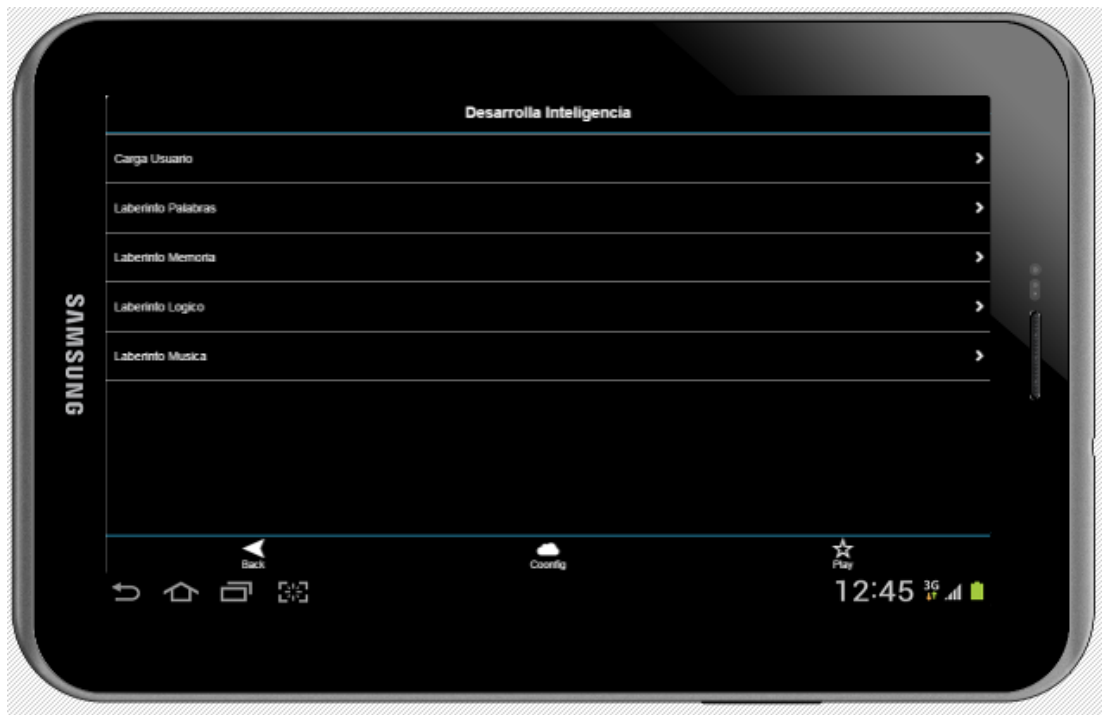 Desarrolla Inteligencia
Carga Usuario
Laberinto Palabras
Laberinto Memoria
Laberinto Logico
Laberinto Musica
SAMSUNG
Back
Coonfig
Play
12:45 3G